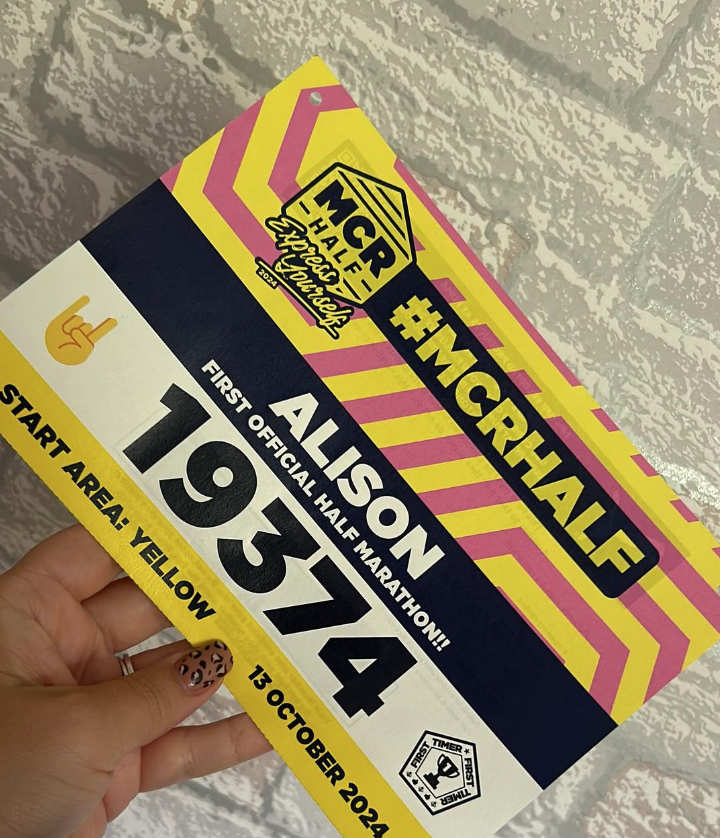 MCR
HALF
Express
Yourself
2024
#MCRHALF
ALISON
FIRST OFFICIAL HALF MARATHON!!
19374
START AREA: YELLOW
13 OCTOBER 2024
FIRST TIMER ★ FIRST TIMER